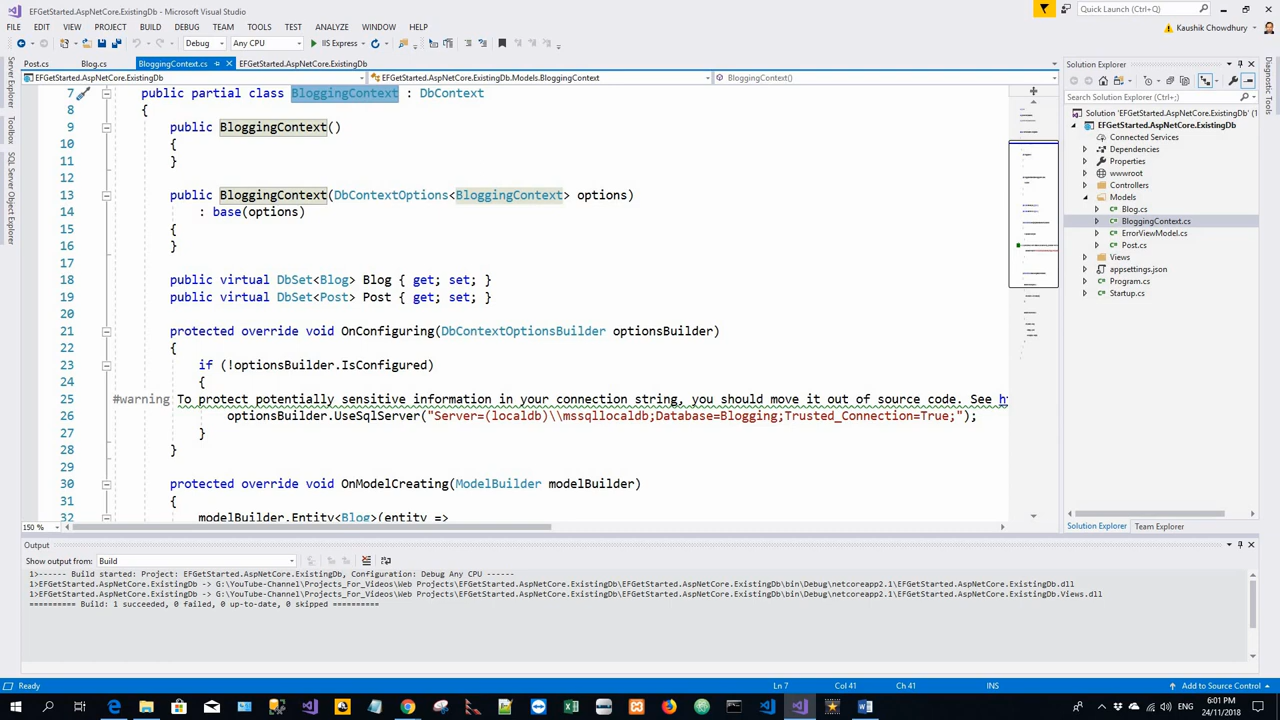 EFGetStarted.AspNetCore.ExistingDb - Microsoft Visual Studio
Quick Launch (Ctrl+Q)
FILE EDIT VIEW PROJECT BUILD DEBUG TEAM TOOLS TEST ANALYZE WINDOW HELP
Kaushik Chowdhury
Debug Any CPU IIS Express
Post.cs Blog.cs BloggingContext.cs EFGetStarted.AspNetCore.ExistingDb
EFGetStarted.AspNetCore.ExistingDb EFGetStarted.AspNetCore.ExistingDb.Models.BloggingContext BloggingContext()
Server Explorer
Toolbox
SQL Server Object Explorer
7 public partial class BloggingContext : DbContext
8 {
9 public BloggingContext()
10 {
11 }
12
13 public BloggingContext(DbContextOptions<BloggingContext> options)
14 : base(options)
15 {
16 }
17
18 public virtual DbSet<Blog> Blog { get; set; }
19 public virtual DbSet<Post> Post { get; set; }
20
21 protected override void OnConfiguring(DbContextOptionsBuilder optionsBuilder)
22 {
23 if (!optionsBuilder.IsConfigured)
24 {
25 #warning To protect potentially sensitive information in your connection string, you should move it out of source code. See
26 optionsBuilder.UseSqlServer("Server=(localdb)\\mssqllocaldb;Database=Blogging;Trusted_Connection=True;");
27 }
28 }
29
30 protected override void OnModelCreating(ModelBuilder modelBuilder)
31 {
32 modelBuilder.Entity<Blog>(entity =>
150 %
Solution Explorer
Search Solution Explorer (Ctrl+;)
Solution 'EFGetStarted.AspNetCore.ExistingDb' (1
EFGetStarted.AspNetCore.ExistingDb
Connected Services
Dependencies
Properties
wwwroot
Controllers
Models
Blog.cs
BloggingContext.cs
ErrorViewModel.cs
Post.cs
Views
appsettings.json
Program.cs
Startup.cs
Solution Explorer Team Explorer
Diagnostic Tools
Output
Show output from: Build
1>------ Build started: Project: EFGetStarted.AspNetCore.ExistingDb, Configuration: Debug Any CPU ------
1>EFGetStarted.AspNetCore.ExistingDb -> G:\YouTube-Channel\Projects_For_Videos\Web Projects\EFGetStarted.AspNetCore.ExistingDb\EFGetStarted.AspNetCore.ExistingDb\bin\Debug\netcoreapp2.1\EFGetStarted.AspNetCore.ExistingDb.dll
1>EFGetStarted.AspNetCore.ExistingDb -> G:\YouTube-Channel\Projects_For_Videos\Web Projects\EFGetStarted.AspNetCore.ExistingDb\EFGetStarted.AspNetCore.ExistingDb\bin\Debug\netcoreapp2.1\EFGetStarted.AspNetCore.ExistingDb.Views.dll
========== Build: 1 succeeded, 0 failed, 0 up-to-date, 0 skipped ==========
Ready Ln 7 Col 41 Ch 41 INS Add to Source Control
ENG 6:01 PM
24/11/2018